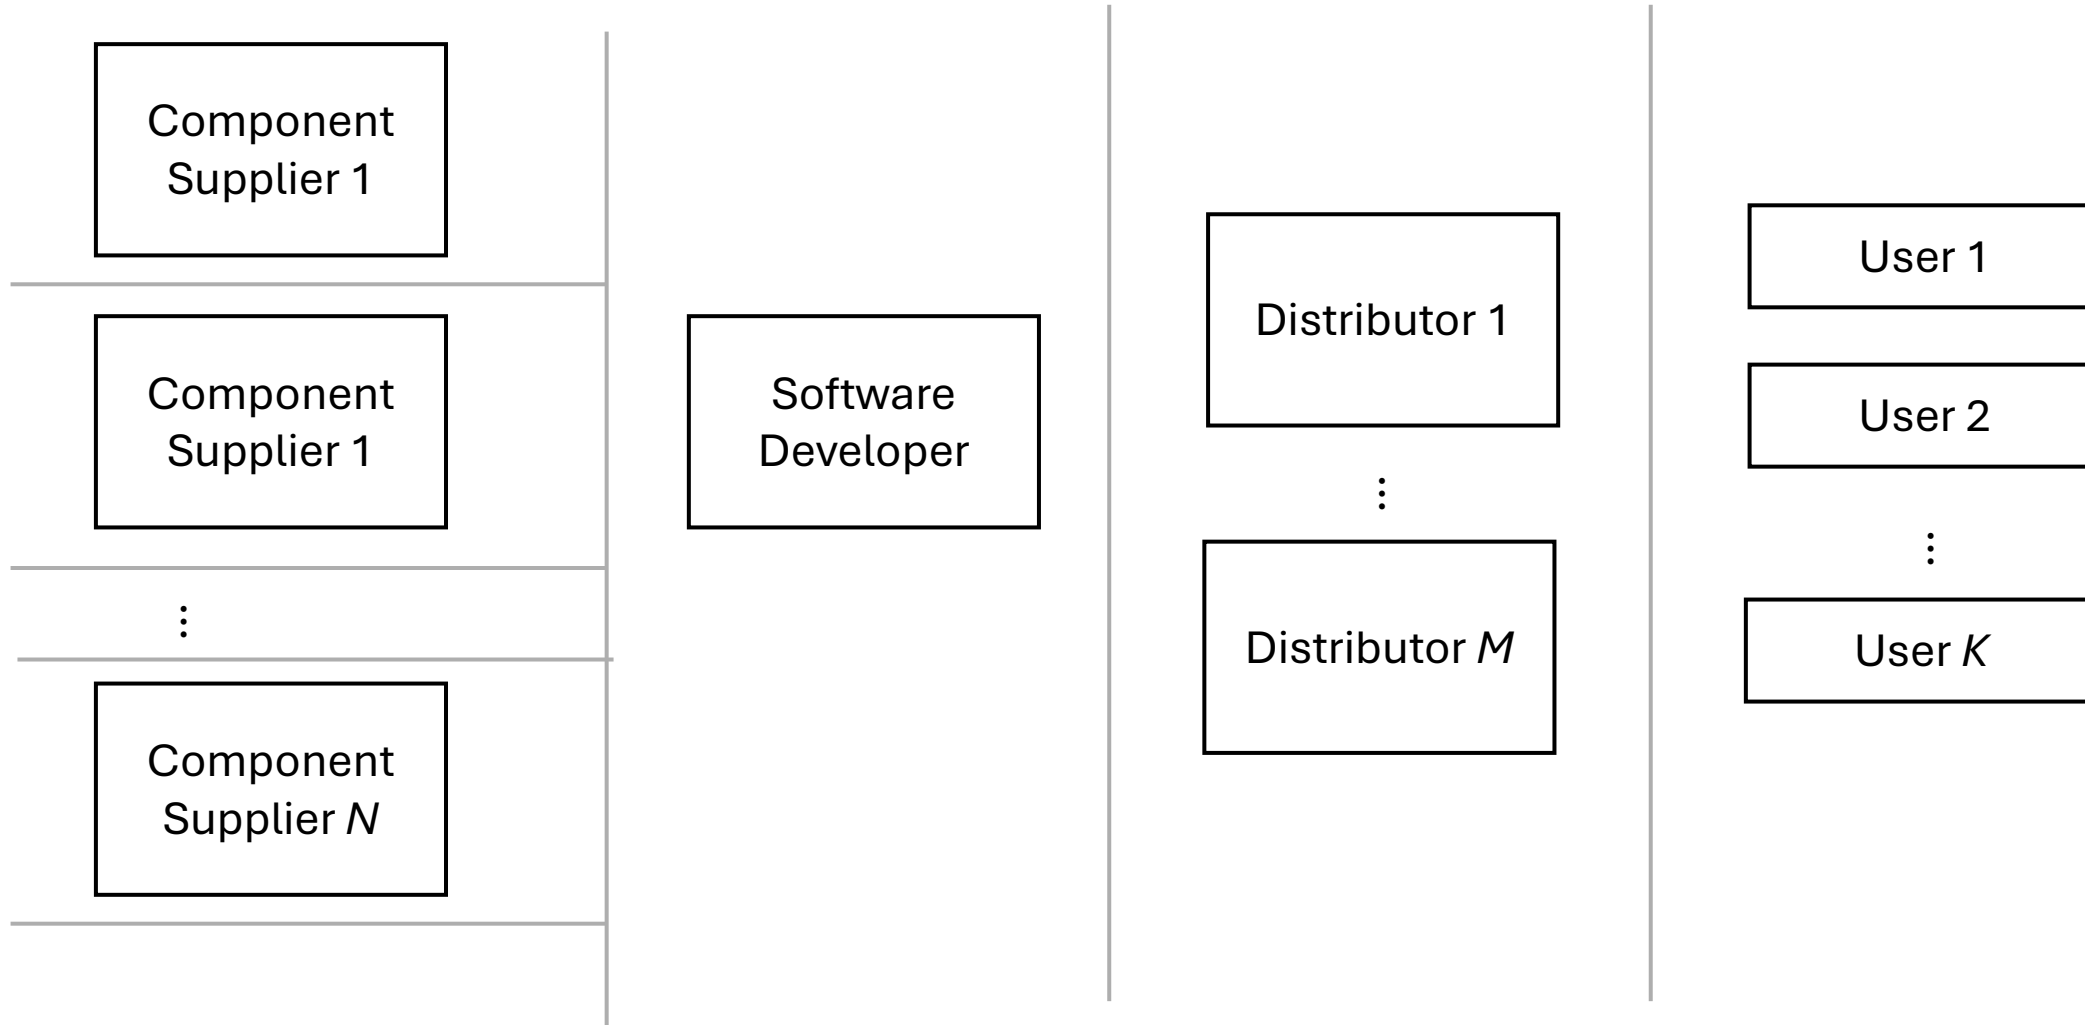 Component
Supplier 1
Component
Supplier 1
⋮
Component
Supplier N
Software
Developer
Distributor 1
⋮
Distributor M
User 1
User 2
⋮
User K